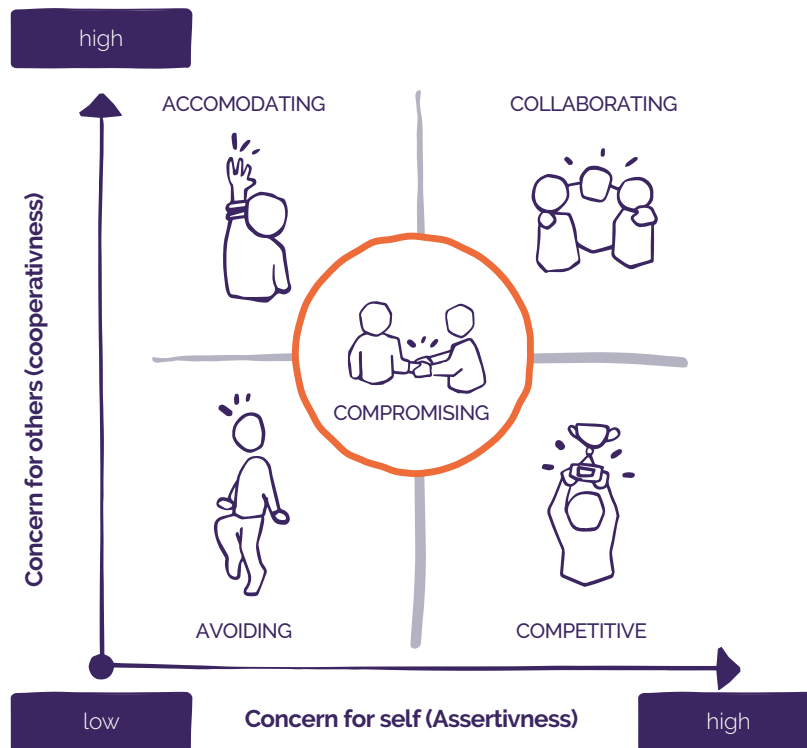 high
ACCOMODATING
COLLABORATING
Concern for others (cooperativness)
COMPROMISING
AVOIDING
COMPETITIVE
low
Concern for self (Assertivness)
high